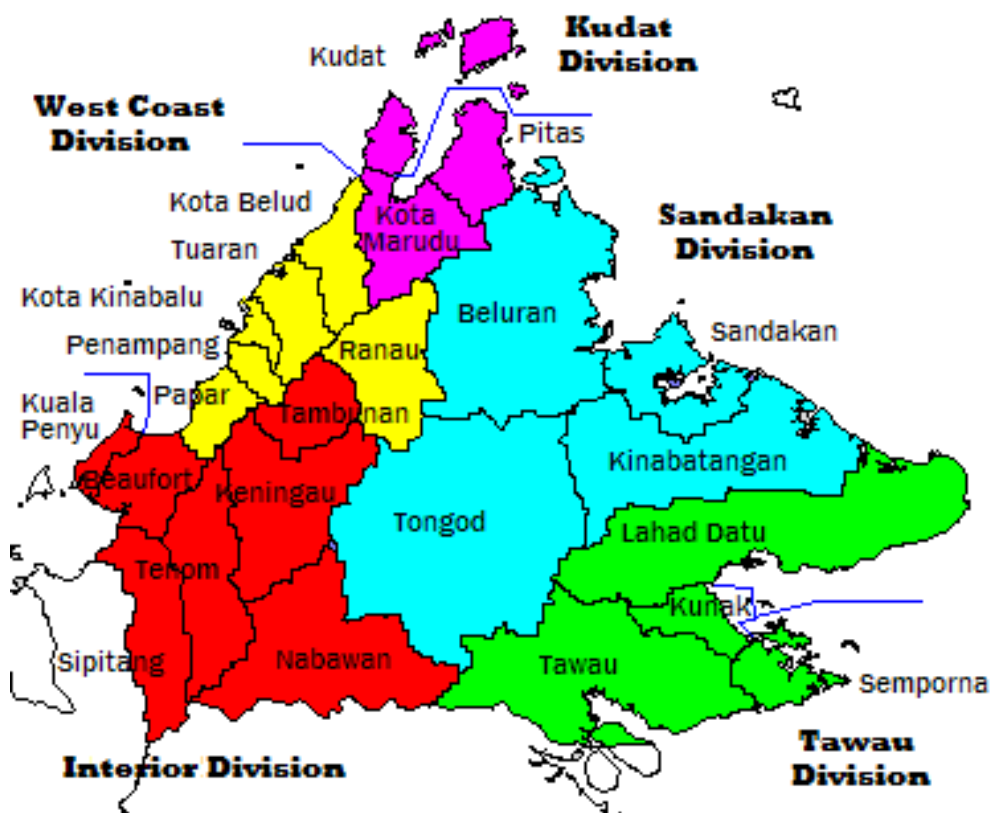 Kudat
Division
Kudat
West Coast
Division
Pitas
Kota Belud
Kota
Marudu
Sandakan
Division
Tuaran
Kota Kinabalu
Beluran
Sandakan
Penampang
Ranau
Papar
Kuala
Penyu
Tambunan
Beaufort
Keningau
Kinabatangan
Tongod
Lahad Datu
Tenom
Kunak
Sipitang
Nabawan
Tawau
Semporna
Interior Division
Tawau
Division